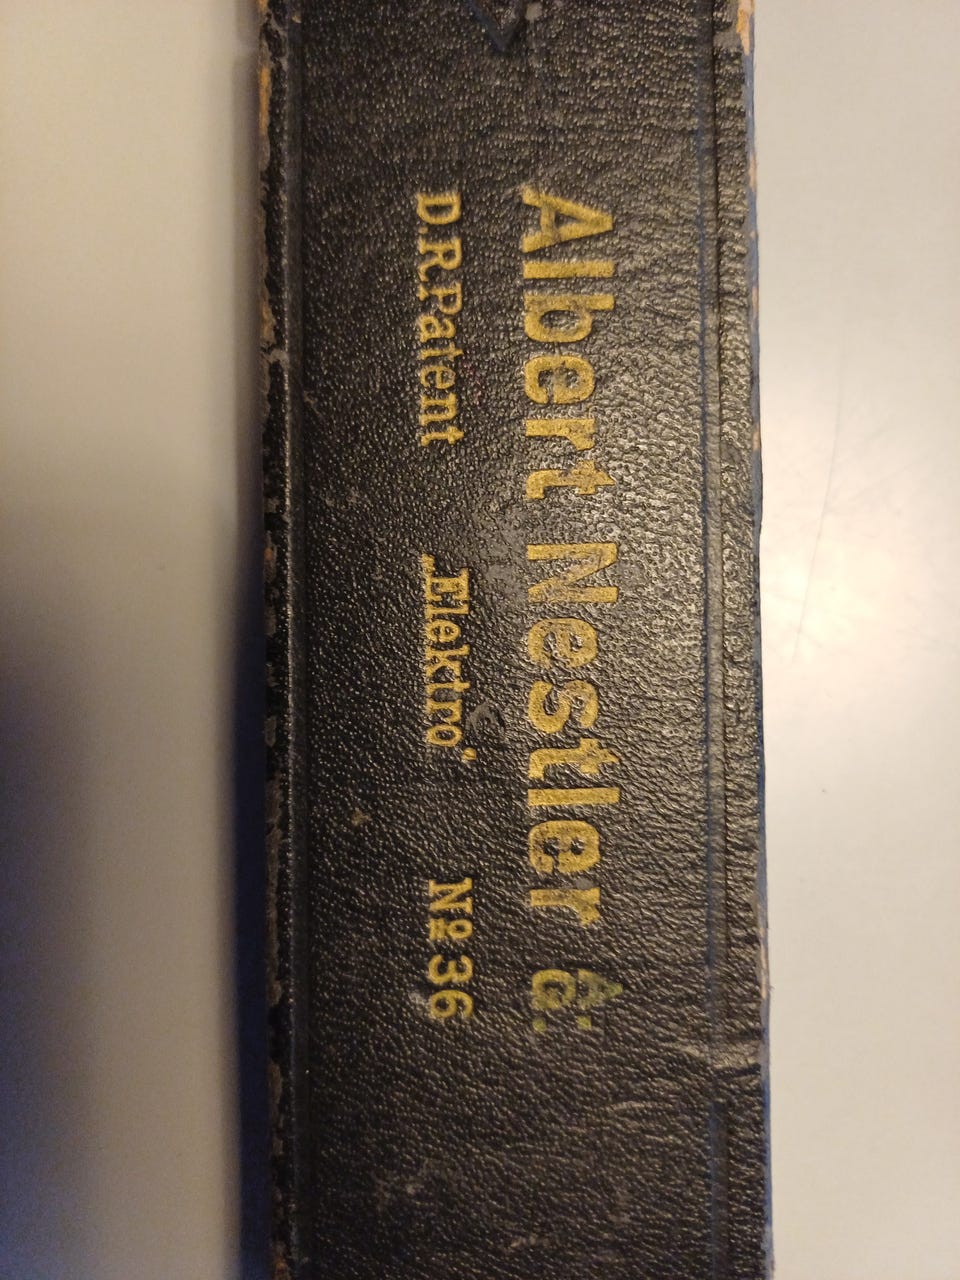 Albert Nestler A.G.
D.R.Patent „Elektro“ Nº 36